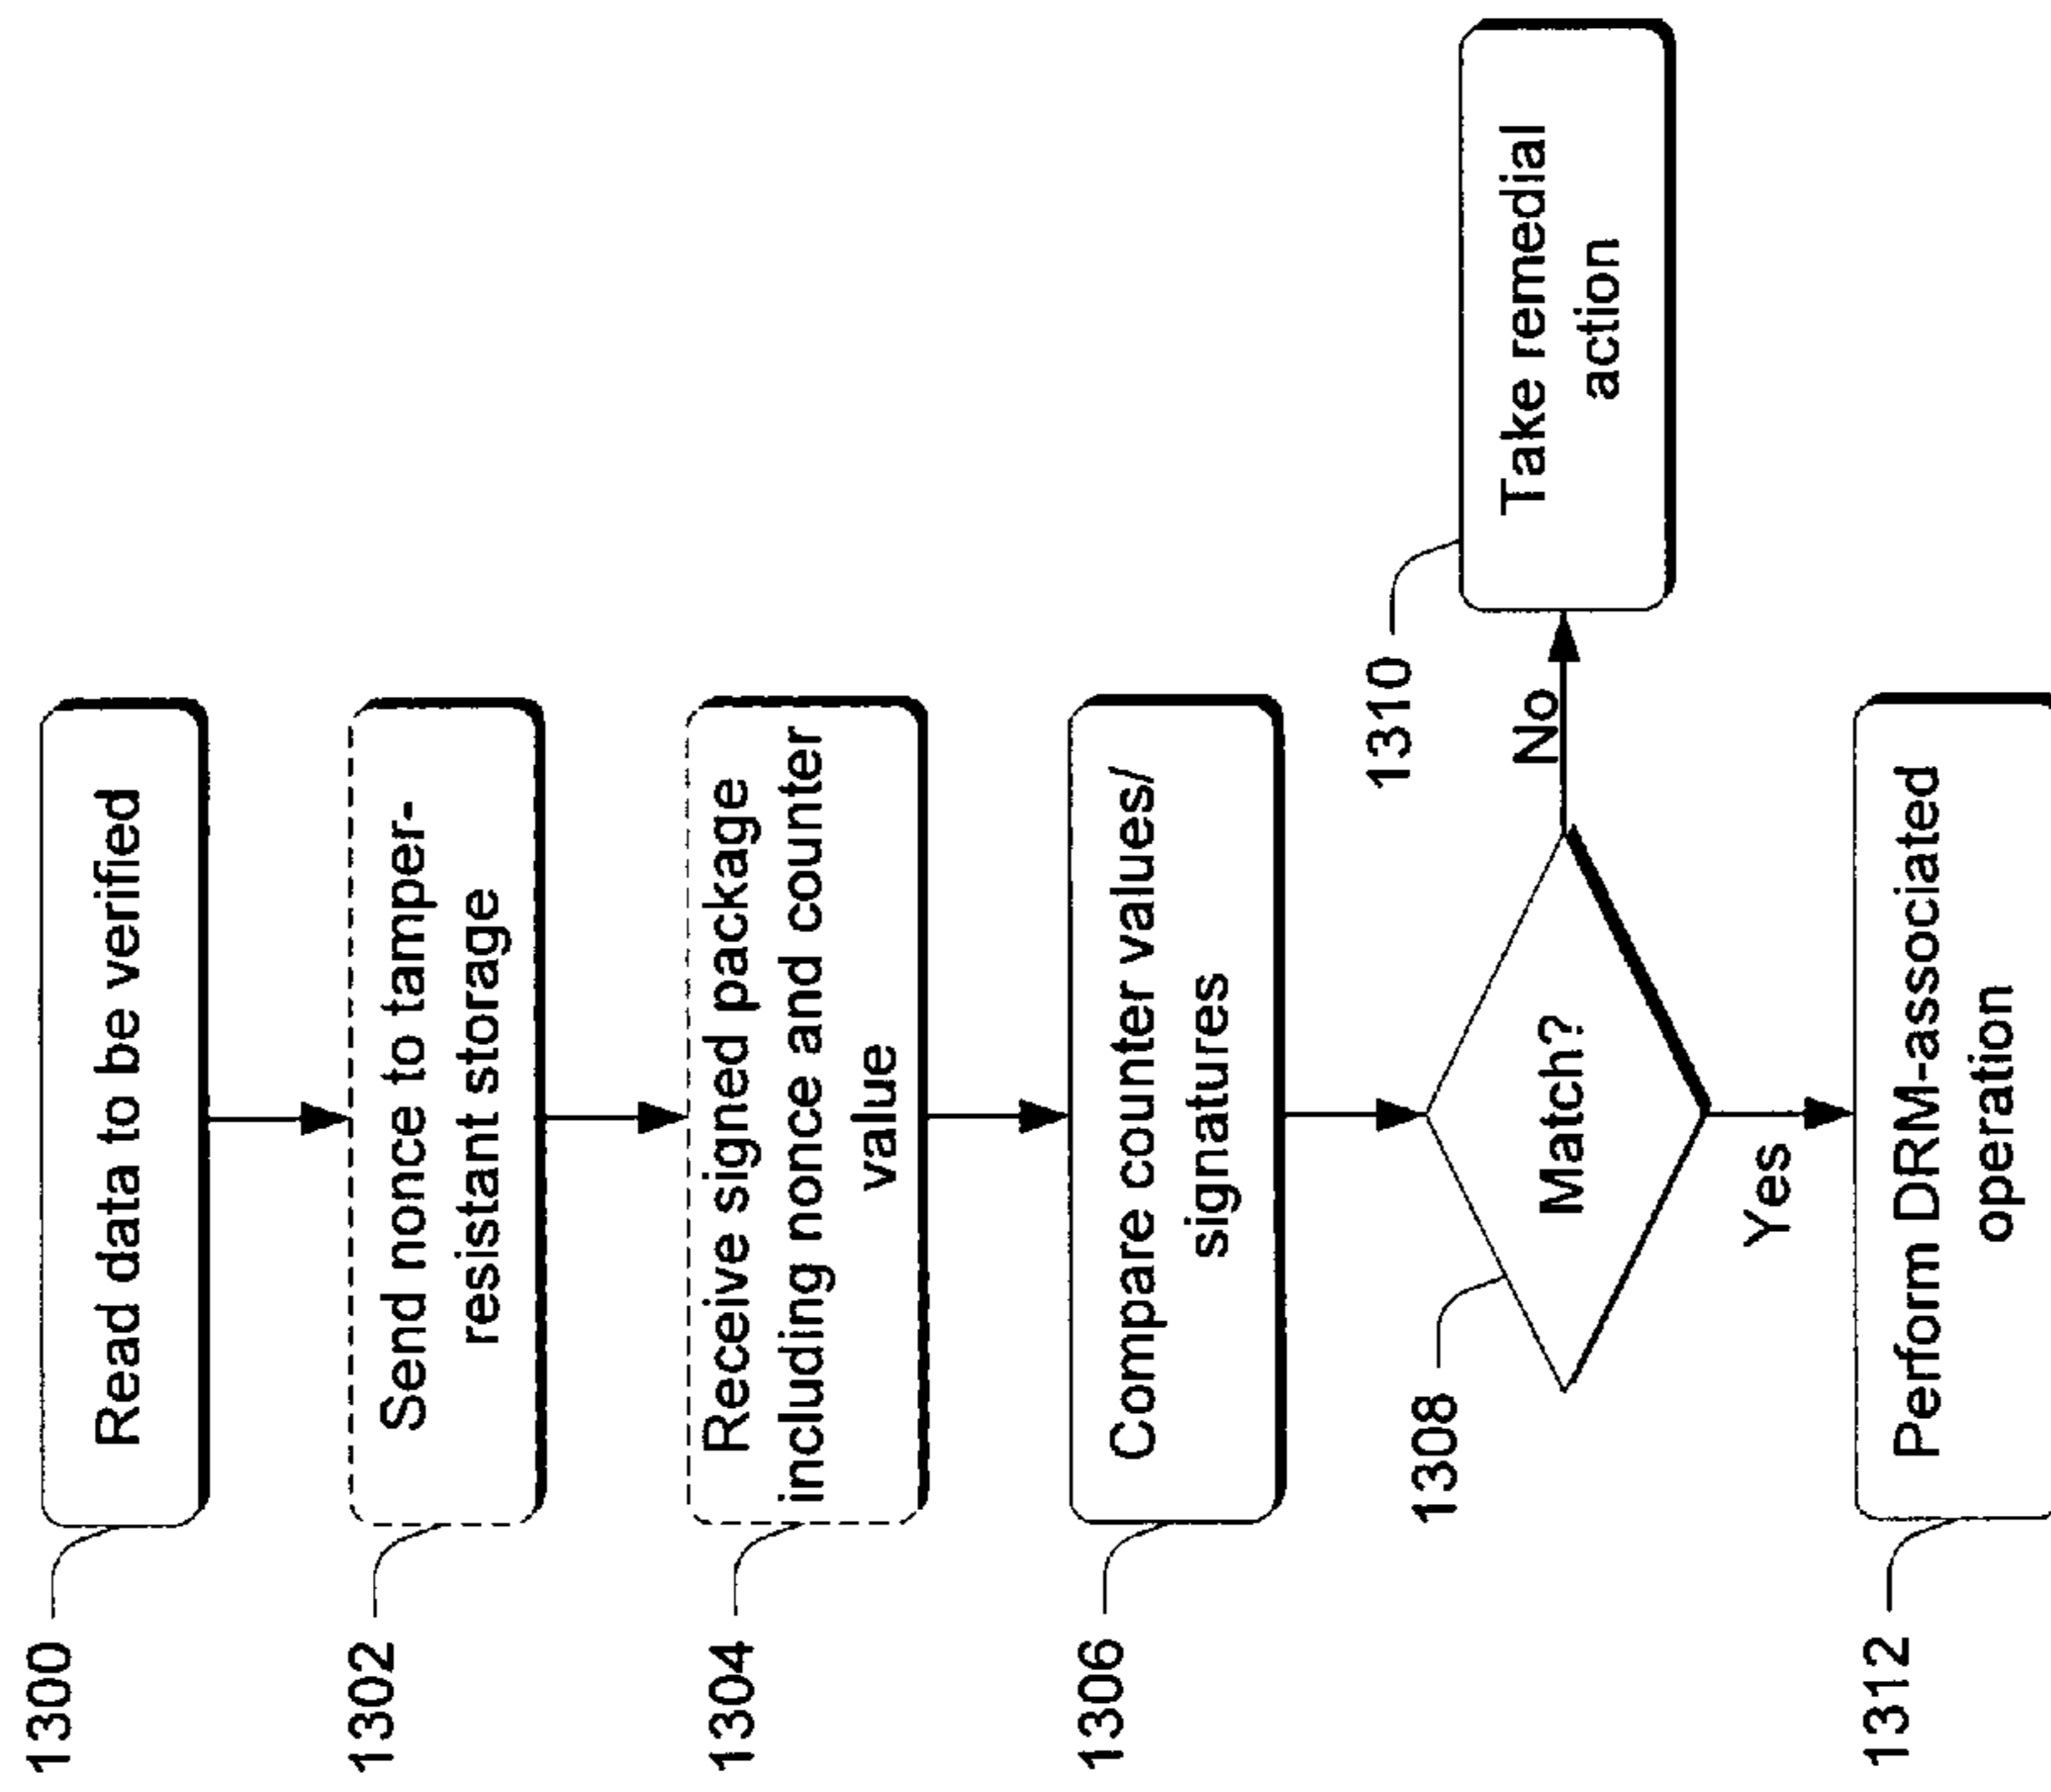 1300
Read data to be verified
1302
Send nonce to tamper-
resistant storage
1304
Receive signed package
including nonce and counter
value
1306
Compare counter values/
signatures
1308
Match?
No
1310
Take remedial
action
Yes
1312
Perform DRM-associated
operation